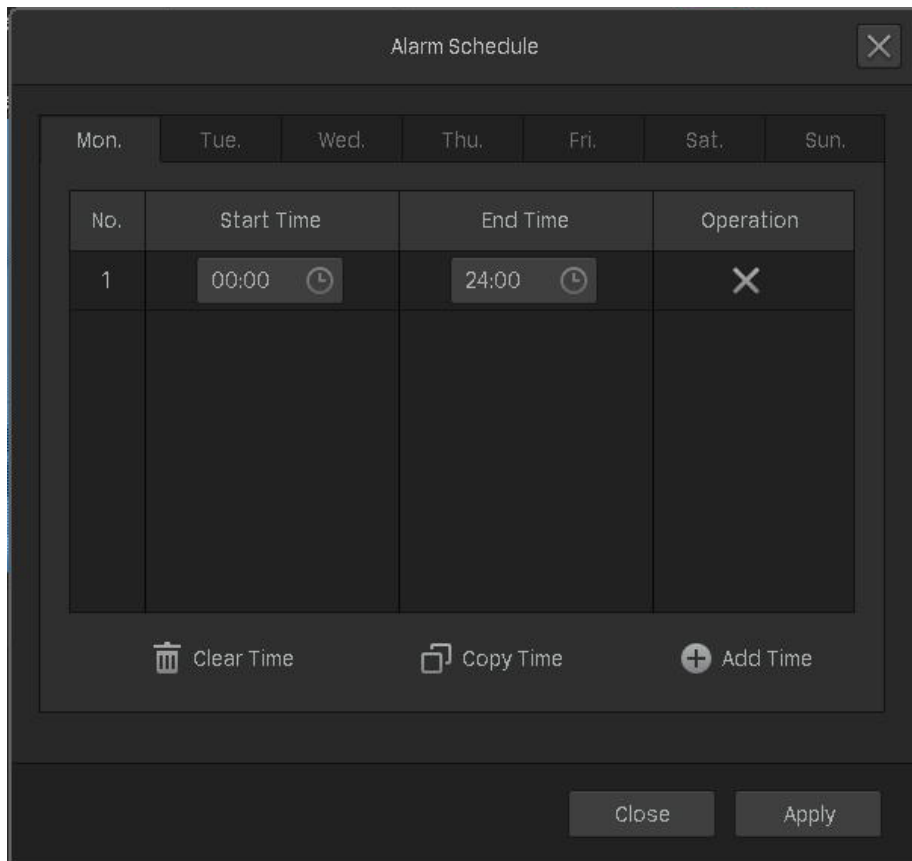 Alarm Schedule
Mon. Tue. Wed. Thu. Fri. Sat. Sun.
No. Start Time End Time Operation
1 00:00 24:00
Clear Time Copy Time Add Time
Close Apply